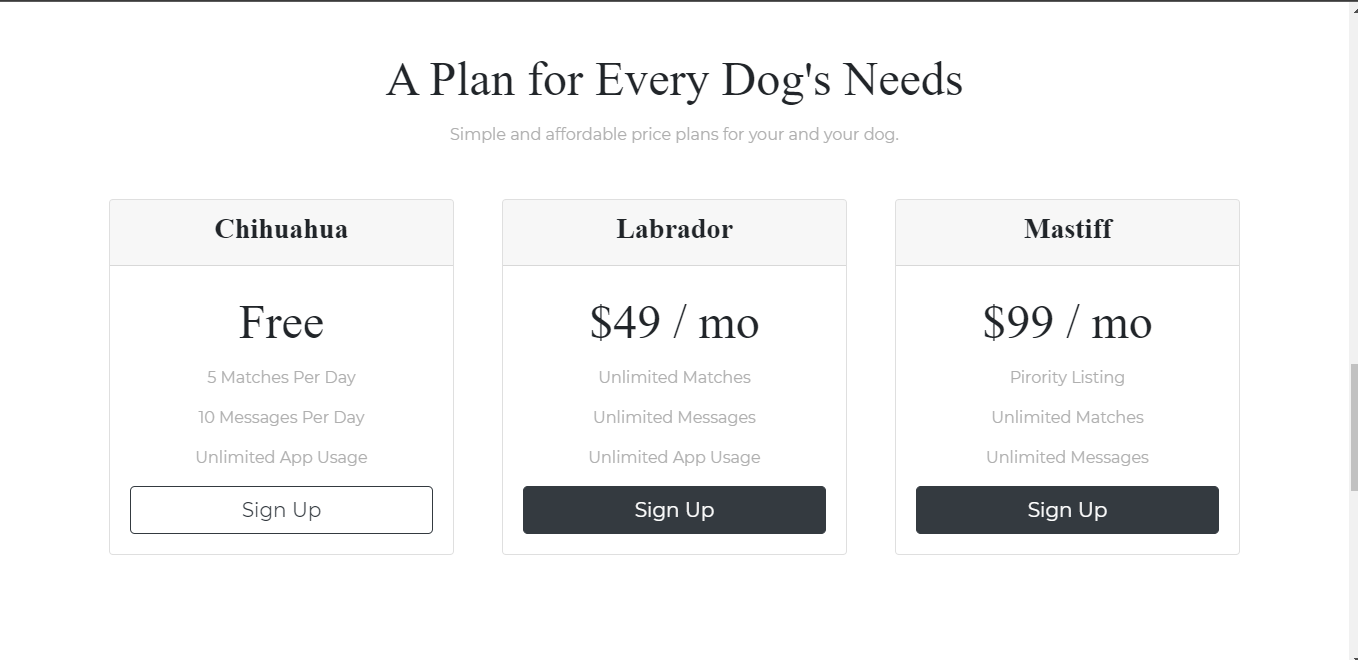 A Plan for Every Dog's Needs
Simple and affordable price plans for your and your dog.
Chihuahua
Free
5 Matches Per Day
10 Messages Per Day
Unlimited App Usage
Sign Up
Labrador
$49 / mo
Unlimited Matches
Unlimited Messages
Unlimited App Usage
Sign Up
Mastiff
$99 / mo
Pirority Listing
Unlimited Matches
Unlimited Messages
Sign Up